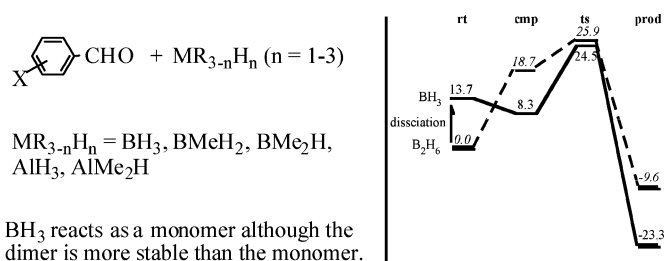 CHO + MR₃₋ₙHₙ (n = 1-3)
X
MR₃₋ₙHₙ = BH₃, BMeH₂, BMe₂H,
AlH₃, AlMe₂H
BH₃ reacts as a monomer although the
dimer is more stable than the monomer.
rt cmp ts prod
25.9
18.7
24.5
BH₃ 13.7
8.3
dissciation
B₂H₆ 0.0
-9.6
-23.3